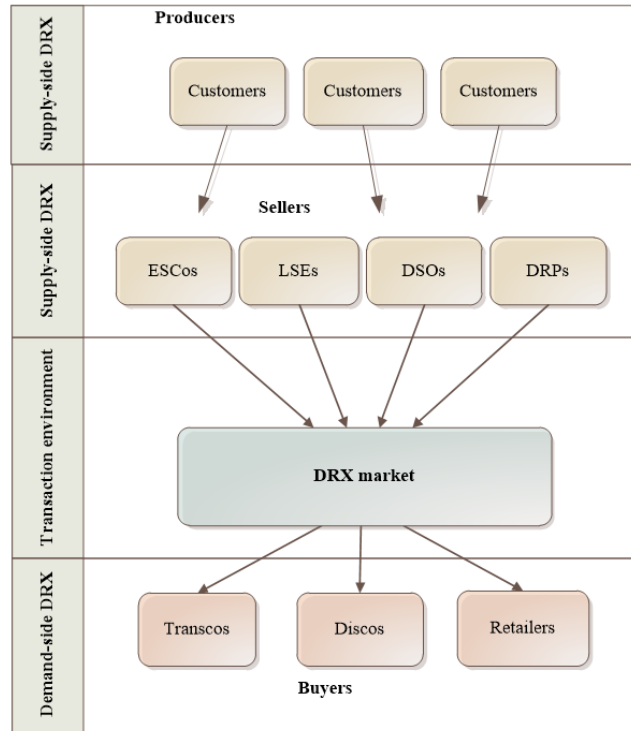 Supply-side DRX
Producers
Customers
Customers
Customers
Supply-side DRX
Sellers
ESCos
LSEs
DSOs
DRPs
Transaction environment
DRX market
Demand-side DRX
Transcos
Discos
Retailers
Buyers